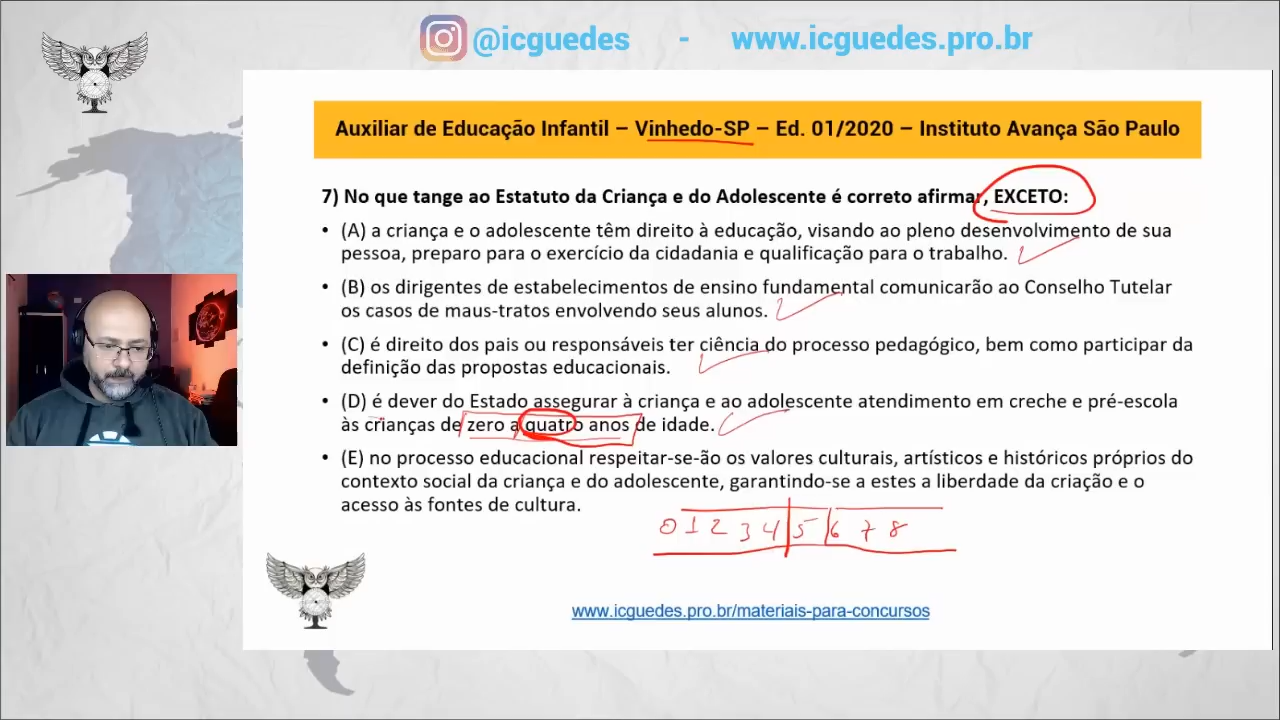 @icguedes - www.icguedes.pro.br
Auxiliar de Educação Infantil – Vinhedo-SP – Ed. 01/2020 – Instituto Avança São Paulo
7) No que tange ao Estatuto da Criança e do Adolescente é correto afirmar, EXCETO:
• (A) a criança e o adolescente têm direito à educação, visando ao pleno desenvolvimento de sua
pessoa, preparo para o exercício da cidadania e qualificação para o trabalho.
• (B) os dirigentes de estabelecimentos de ensino fundamental comunicarão ao Conselho Tutelar
os casos de maus-tratos envolvendo seus alunos.
• (C) é direito dos pais ou responsáveis ter ciência do processo pedagógico, bem como participar da
definição das propostas educacionais.
• (D) é dever do Estado assegurar à criança e ao adolescente atendimento em creche e pré-escola
às crianças de zero a quatro anos de idade.
• (E) no processo educacional respeitar-se-ão os valores culturais, artísticos e históricos próprios do
contexto social da criança e do adolescente, garantindo-se a estes a liberdade da criação e o
acesso às fontes de cultura.
0 1 2 3 4 5 6 7 8
www.icguedes.pro.br/materiais-para-concursos